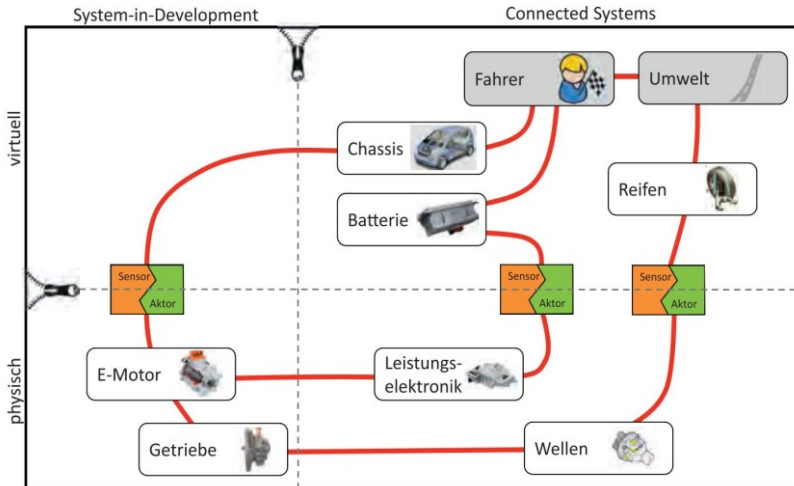 System-in-Development
Connected Systems
virtuell
physisch
Fahrer
Umwelt
Chassis
Batterie
Reifen
Sensor
Aktor
Sensor
Aktor
Sensor
Aktor
E-Motor
Leistungs-
elektronik
Getriebe
Wellen